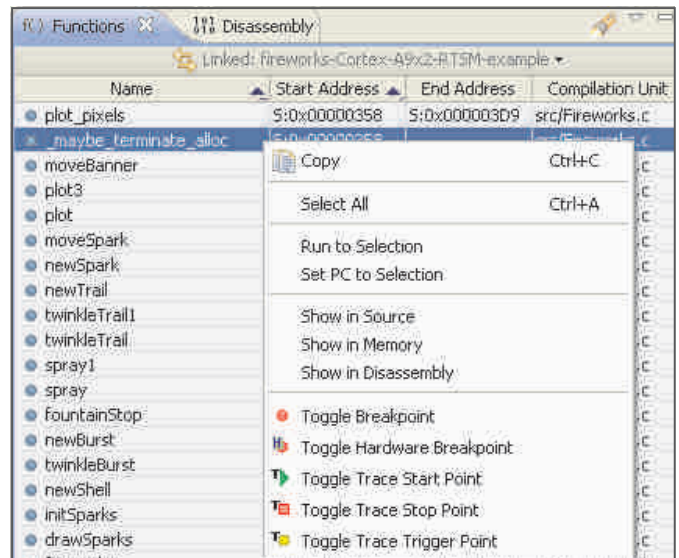 f() Functions Disassembly
Linked: fireworks-Cortex-A9x2-RTSM-example
Name Start Address End Address Compilation Unit
plot_pixels S:0x00000358 S:0x000003D9 src/Fireworks.c
_maybe_terminate_alloc S:0x00000358 src/Fireworks.c
moveBanner Copy Ctrl+C .c
plot3 .c
plot Select All Ctrl+A .c
moveSpark Run to Selection .c
newSpark Set PC to Selection .c
newTrail .c
twinkleTrail1 Show in Source .c
twinkleTrail Show in Memory .c
spray1 Show in Disassembly .c
spray .c
fountainStop Toggle Breakpoint .c
newBurst Toggle Hardware Breakpoint .c
twinkleBurst .c
newShell Toggle Trace Start Point .c
initSparks Toggle Trace Stop Point .c
drawSparks Toggle Trace Trigger Point .c